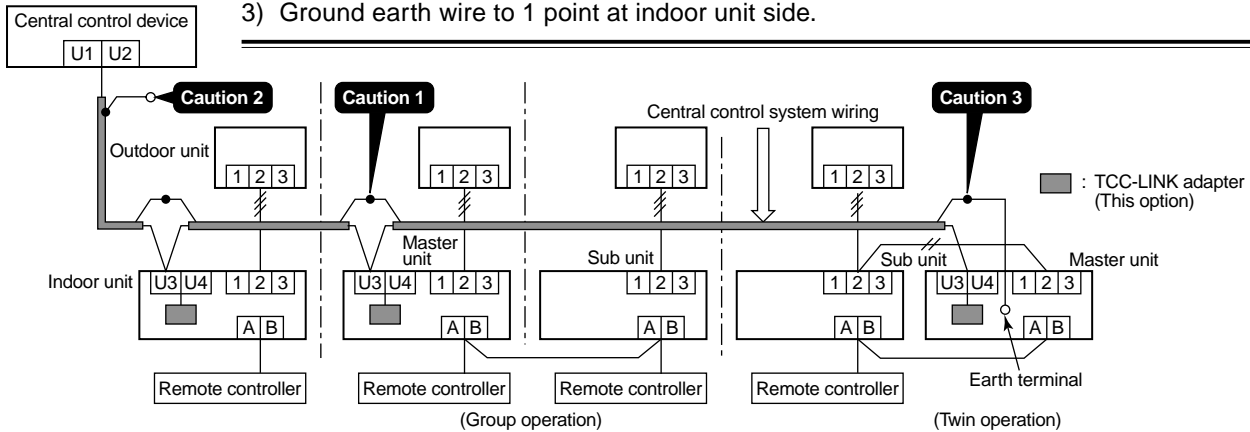 3) Ground earth wire to 1 point at indoor unit side.
Central control device
U1 U2
Caution 2
Caution 1
Caution 3
Central control system wiring
Outdoor unit
1 2 3
1 2 3
1 2 3
1 2 3
: TCC-LINK adapter
(This option)
Master
unit
Sub unit
Sub unit
Master unit
Indoor unit
U3 U4 1 2 3
U3 U4 1 2 3
1 2 3
1 2 3
U3 U4 1 2 3
A B
A B
A B
A B
A B
Earth terminal
Remote controller
Remote controller
Remote controller
Remote controller
(Group operation)
(Twin operation)